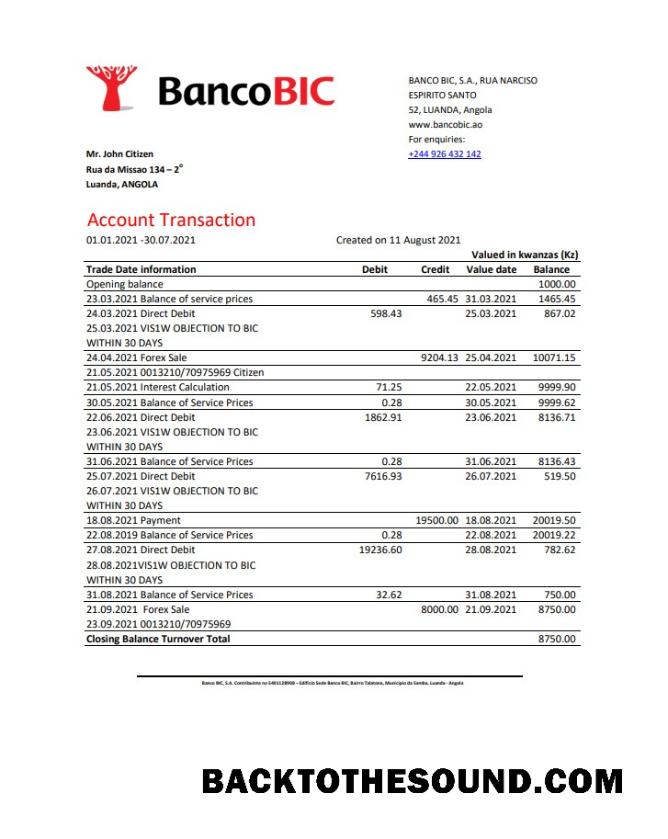 BancoBIC
BANCO BIC, S.A., RUA NARCISO
ESPIRITO SANTO
52, LUANDA, Angola
www.bancobic.ao
For enquiries:
+244 926 432 142
Mr. John Citizen
Rua da Missao 134 – 2º
Luanda, ANGOLA
Account Transaction
01.01.2021 -30.07.2021 Created on 11 August 2021
Valued in kwanzas (Kz)
Trade Date information Debit Credit Value date Balance
Opening balance 1000.00
23.03.2021 Balance of service prices 465.45 31.03.2021 1465.45
24.03.2021 Direct Debit 598.43 25.03.2021 867.02
25.03.2021 VIS1W OBJECTION TO BIC
WITHIN 30 DAYS
24.04.2021 Forex Sale 9204.13 25.04.2021 10071.15
21.05.2021 0013210/70975969 Citizen
21.05.2021 Interest Calculation 71.25 22.05.2021 9999.90
30.05.2021 Balance of Service Prices 0.28 30.05.2021 9999.62
22.06.2021 Direct Debit 1862.91 23.06.2021 8136.71
23.06.2021 VIS1W OBJECTION TO BIC
WITHIN 30 DAYS
31.06.2021 Balance of Service Prices 0.28 31.06.2021 8136.43
25.07.2021 Direct Debit 7616.93 26.07.2021 519.50
26.07.2021 VIS1W OBJECTION TO BIC
WITHIN 30 DAYS
18.08.2021 Payment 19500.00 18.08.2021 20019.50
22.08.2019 Balance of Service Prices 0.28 22.08.2021 20019.22
27.08.2021 Direct Debit 19236.60 28.08.2021 782.62
28.08.2021VIS1W OBJECTION TO BIC
WITHIN 30 DAYS
31.08.2021 Balance of Service Prices 32.62 31.08.2021 750.00
21.09.2021 Forex Sale 8000.00 21.09.2021 8750.00
23.09.2021 0013210/70975969
Closing Balance Turnover Total 8750.00
Banco BIC, S.A. Contribuinte no 5401128908 – Edifício Sede Banco BIC, Bairro Talatona, Município da Samba, Luanda - Angola
BACKTOTHESOUND.COM